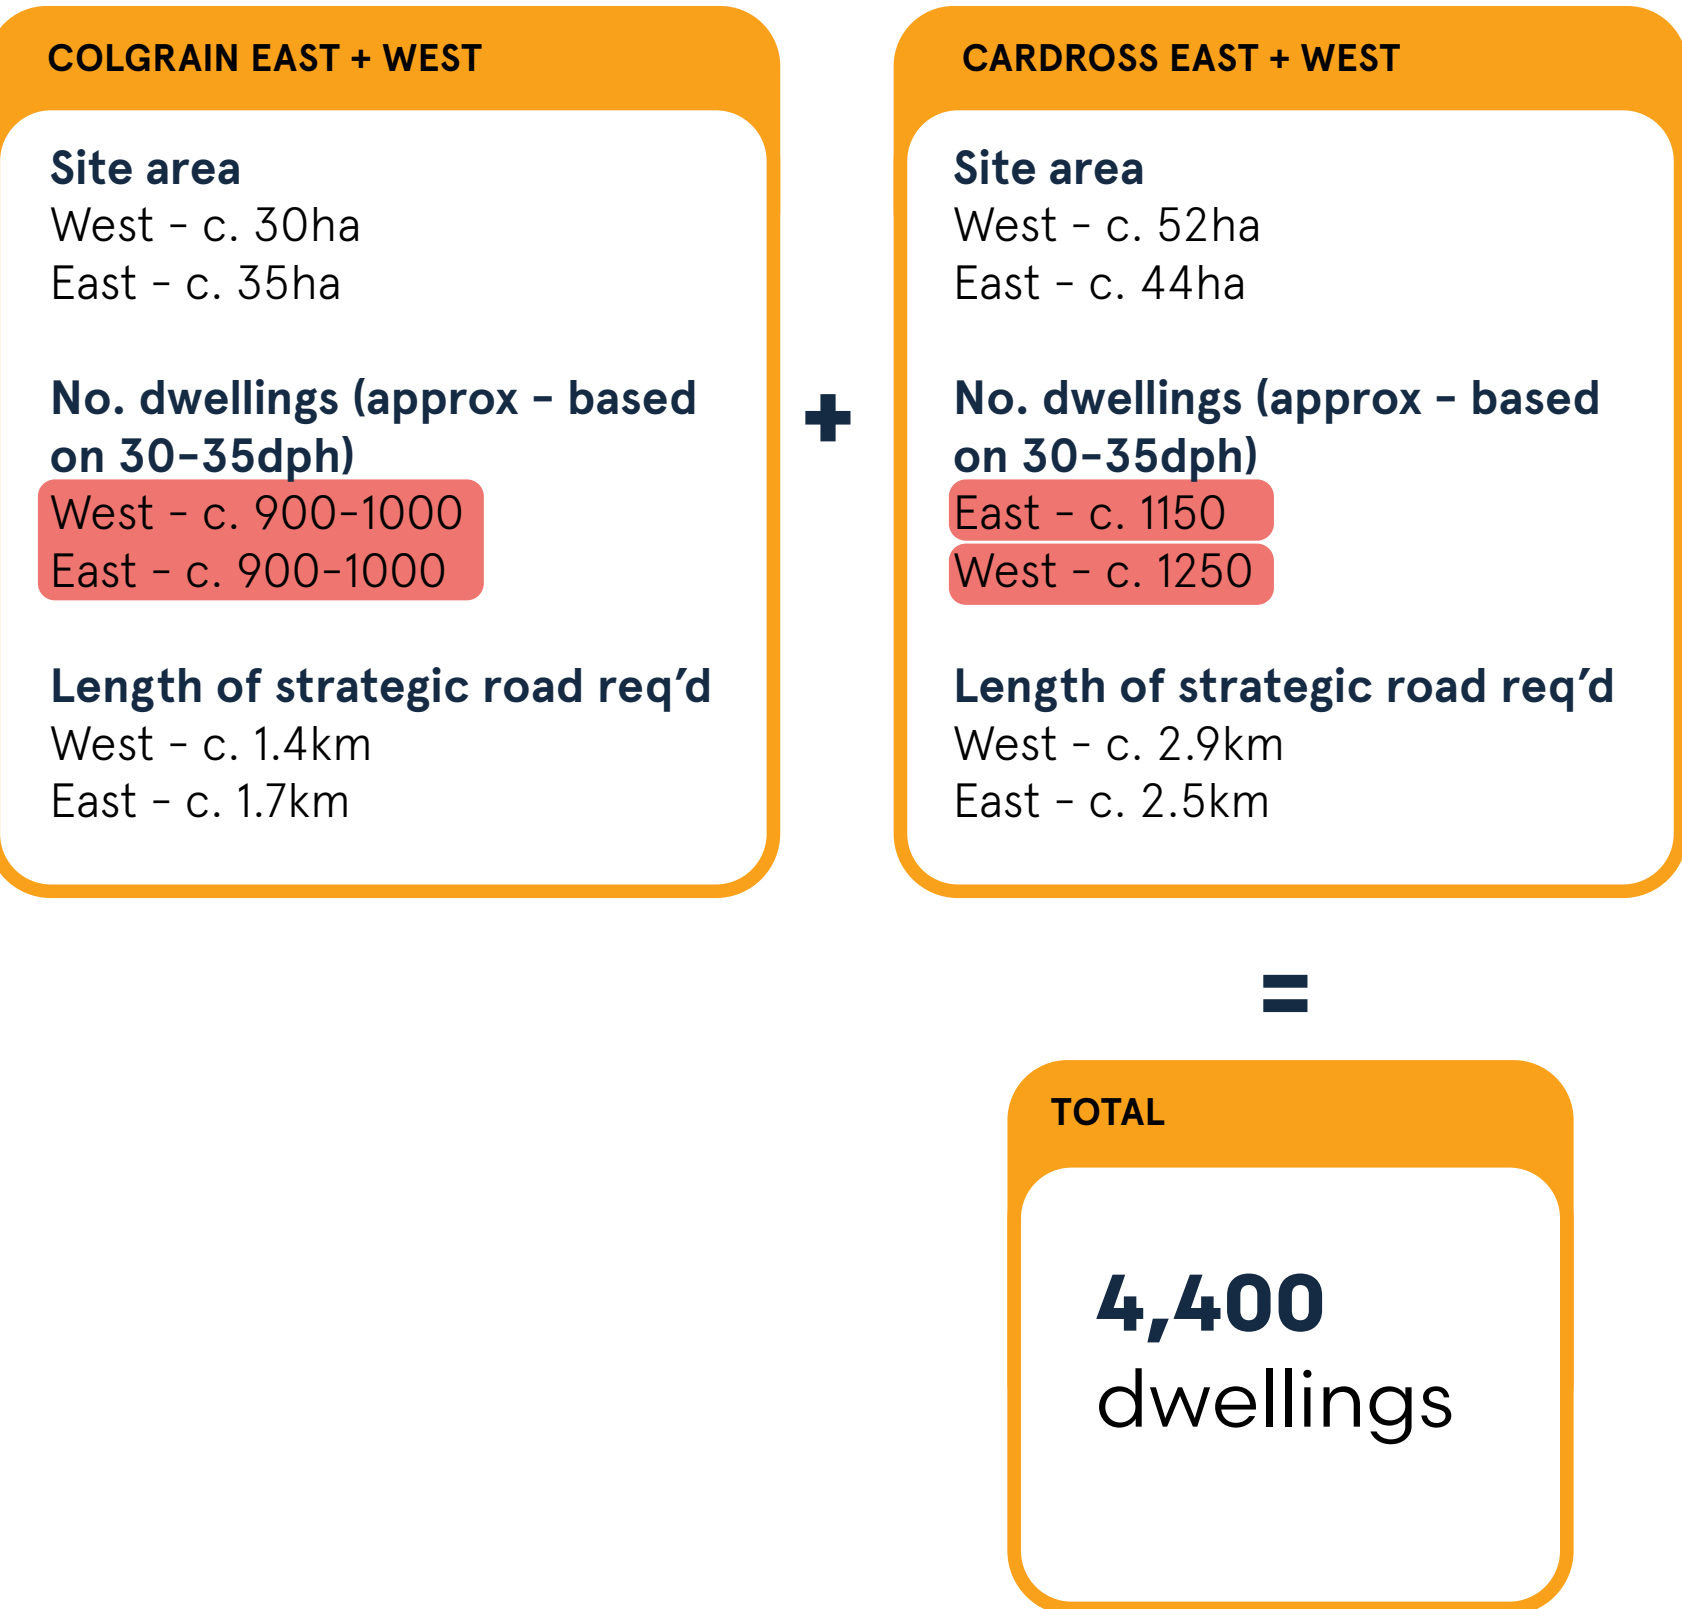 COLGRAIN EAST + WEST
Site area
West - c. 30ha
East - c. 35ha
No. dwellings (approx - based
on 30-35dph)
West - c. 900-1000
East - c. 900-1000
Length of strategic road req’d
West - c. 1.4km
East - c. 1.7km
+
CARDROSS EAST + WEST
Site area
West - c. 52ha
East - c. 44ha
No. dwellings (approx - based
on 30-35dph)
East - c. 1150
West - c. 1250
Length of strategic road req’d
West - c. 2.9km
East - c. 2.5km
=
TOTAL
4,400
dwellings